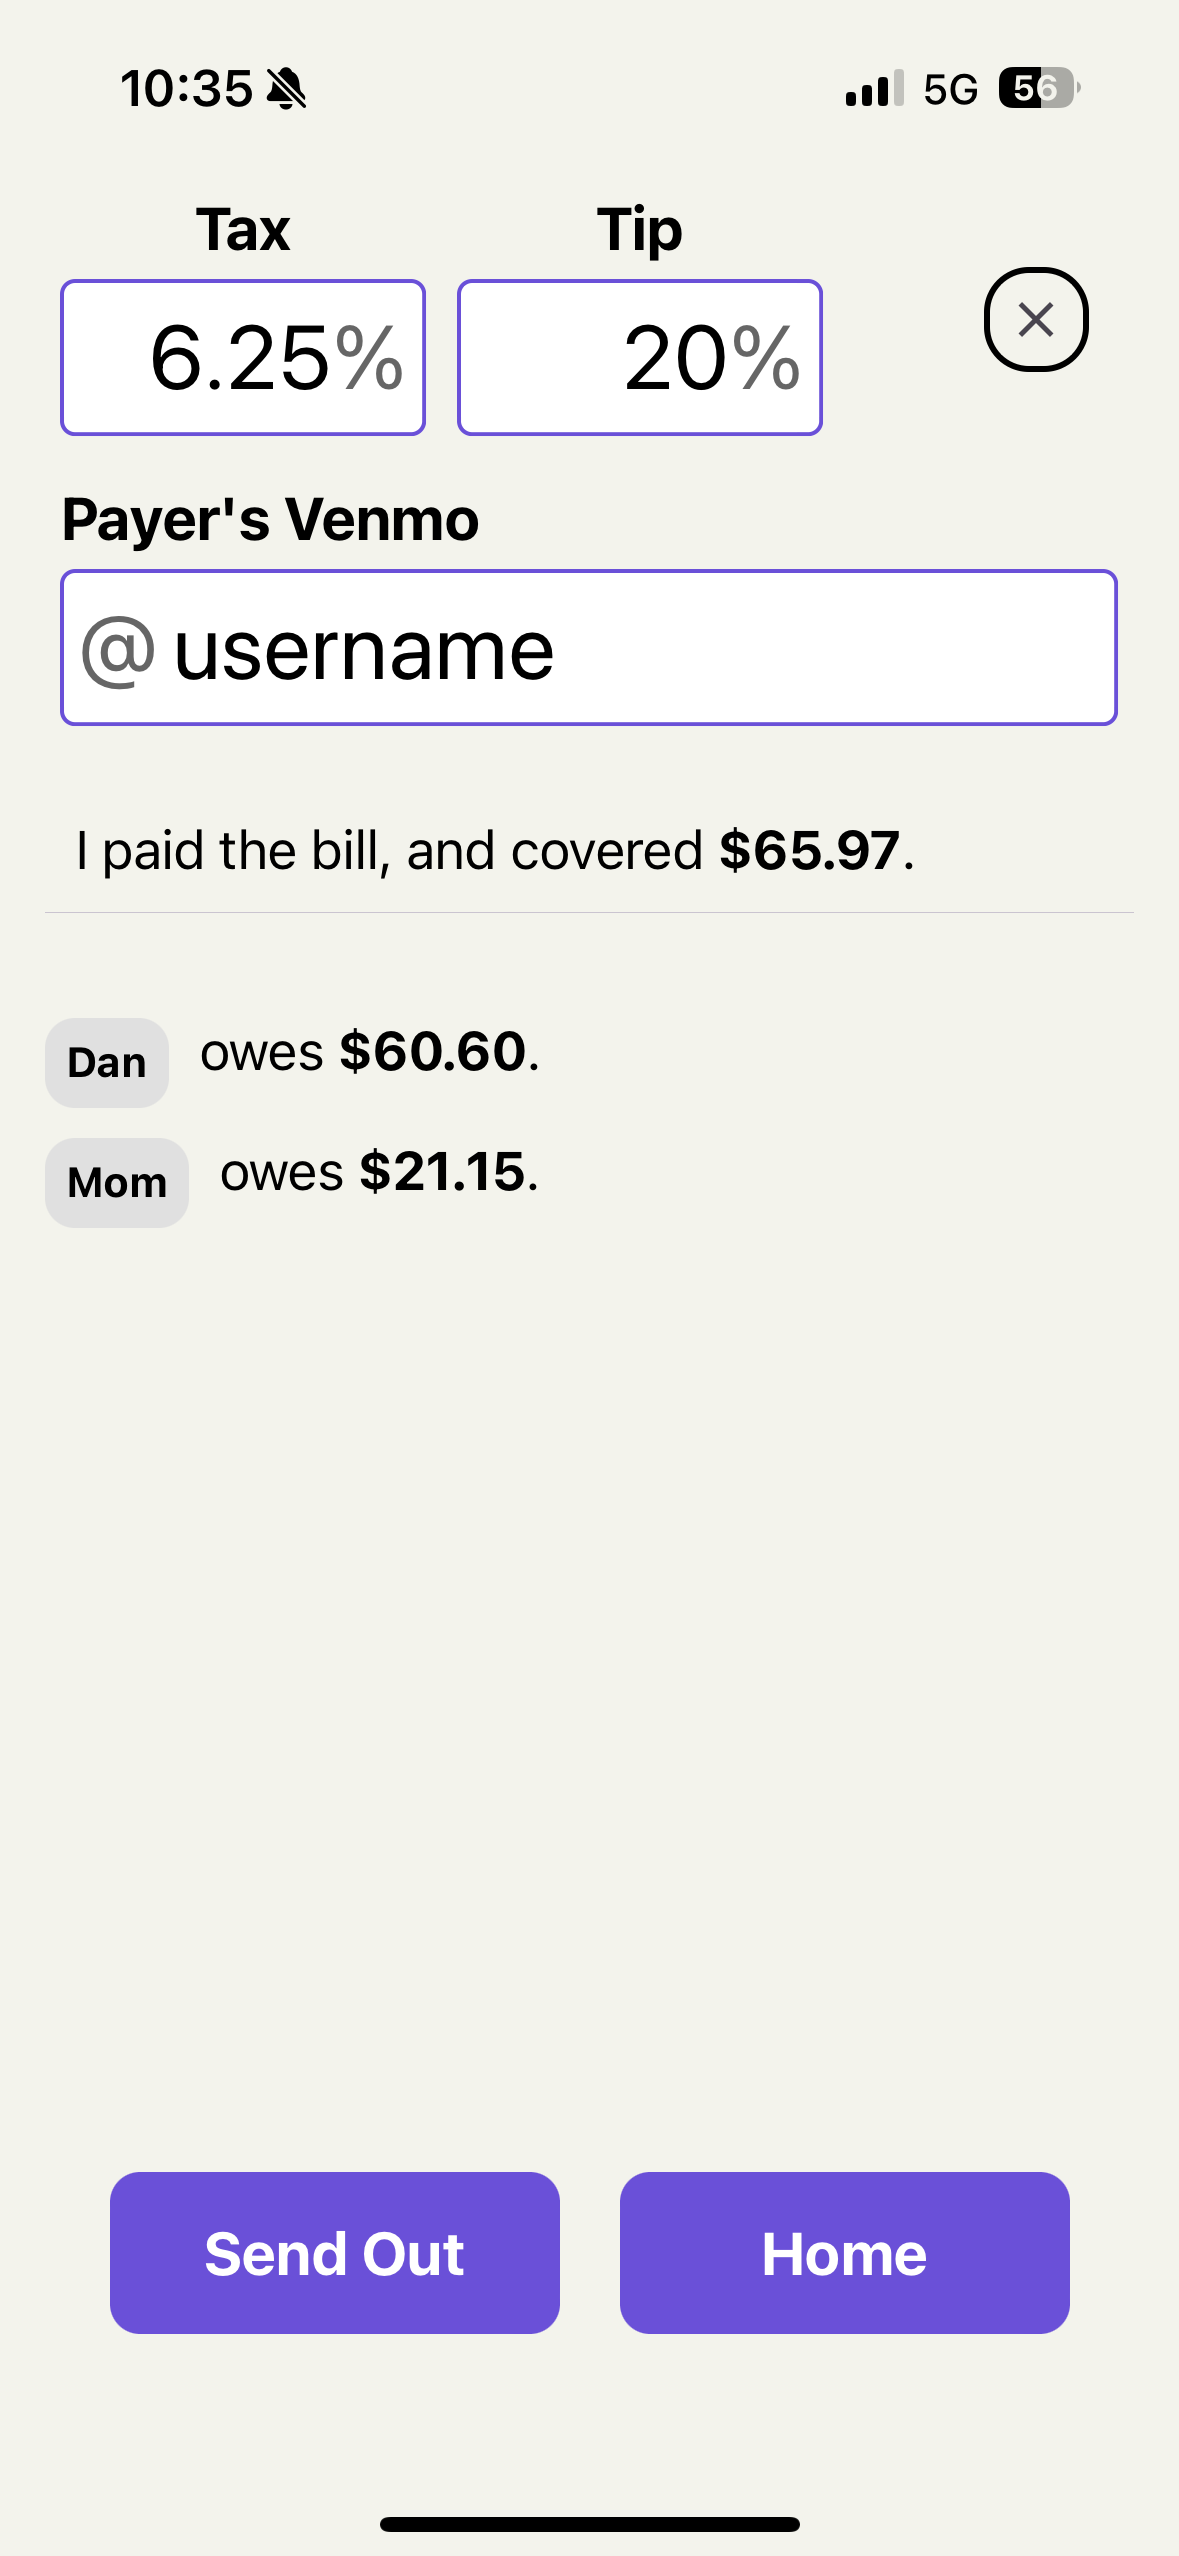 10:35 5G 56
Tax Tip
6.25% 20%
Payer's Venmo
@ username
I paid the bill, and covered $65.97.
Dan owes $60.60.
Mom owes $21.15.
Send Out Home